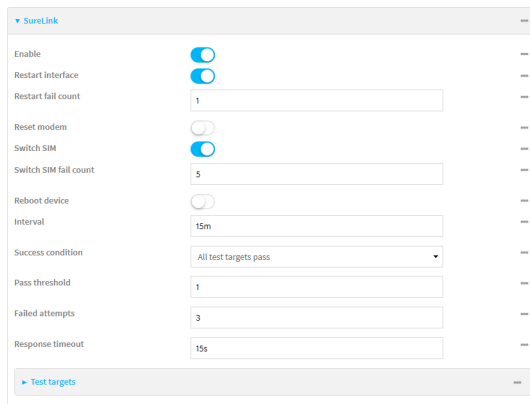 SureLink
Enable
Restart interface
Restart fail count 1
Reset modem
Switch SIM
Switch SIM fail count 5
Reboot device
Interval 15m
Success condition All test targets pass
Pass threshold 1
Failed attempts 3
Response timeout 15s
Test targets